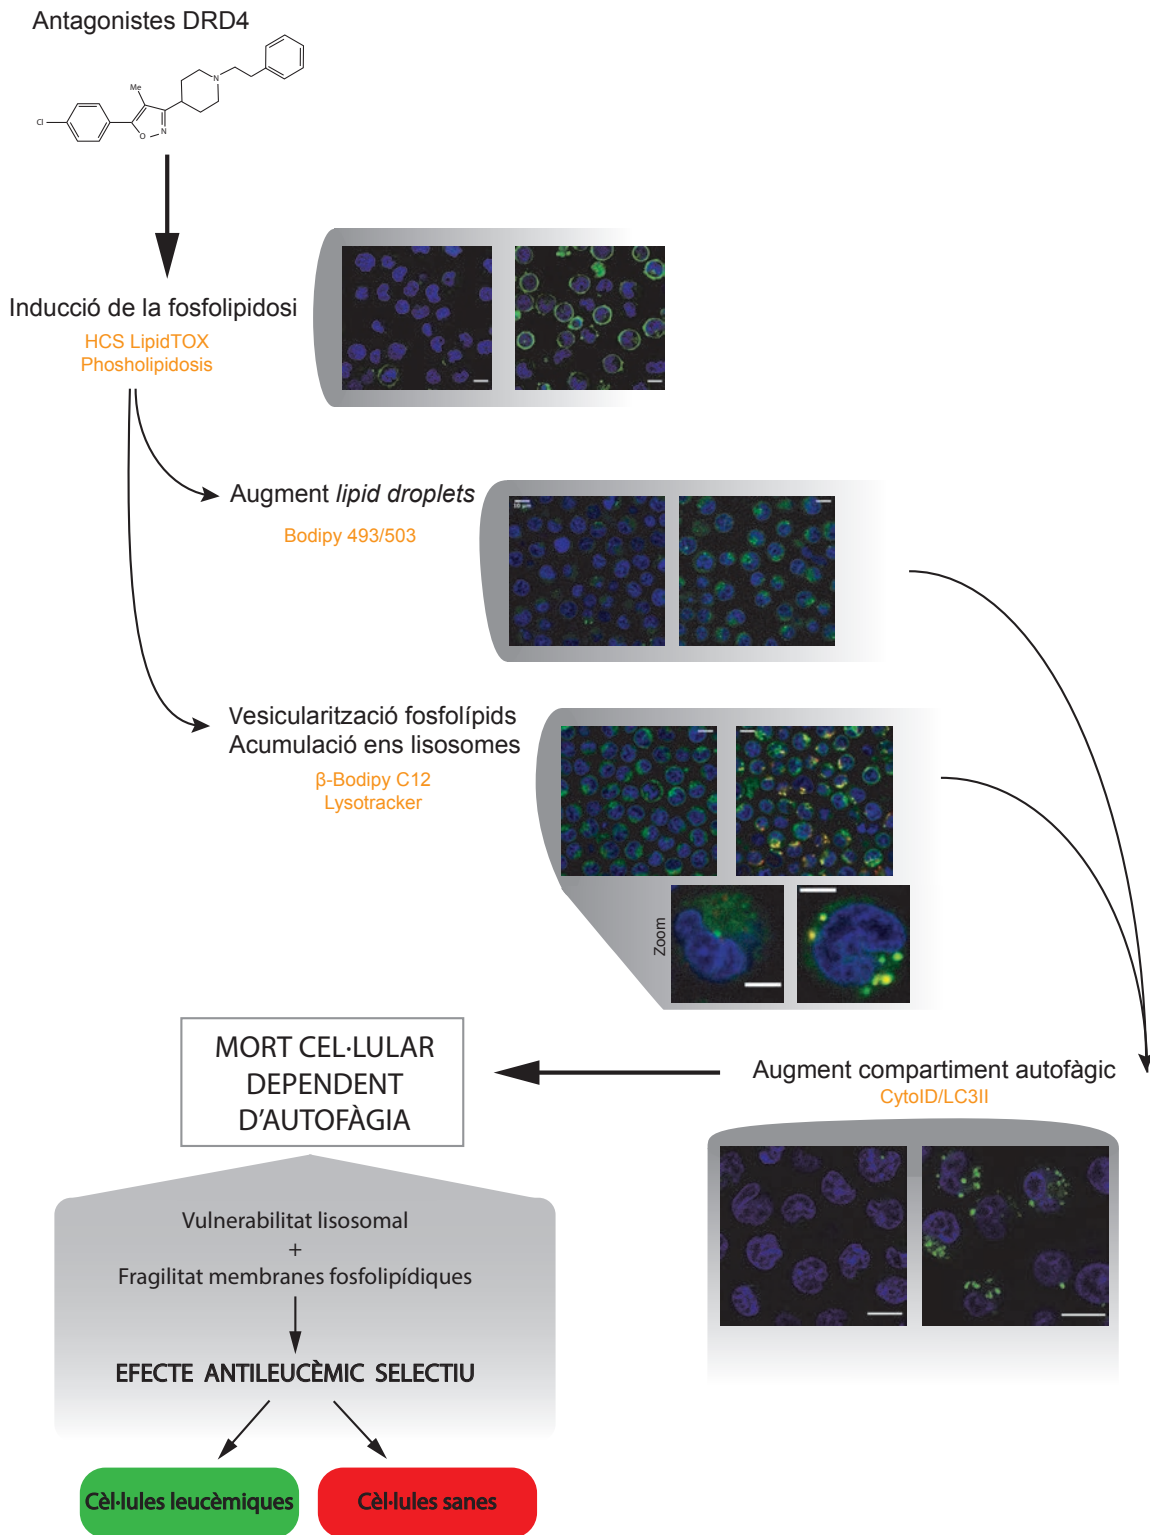 Antagonistes DRD4
Me
N
Cl
O
N
Inducció de la fosfolipidosi
HCS LipidTOX
Phosholipidosis
Augment lipid droplets
Bodipy 493/503
10 µm
Vesicularització fosfolípids
Acumulació ens lisosomes
β-Bodipy C12
Lysotracker
Zoom
MORT CEL·LULAR
DEPENDENT
D'AUTOFÀGIA
Augment compartiment autofàgic
CytoID/LC3II
Vulnerabilitat lisosomal
+
Fragilitat membranes fosfolipídiques
EFECTE ANTILEUCÈMIC SELECTIU
Cèl·lules leucèmiques
Cèl·lules sanes